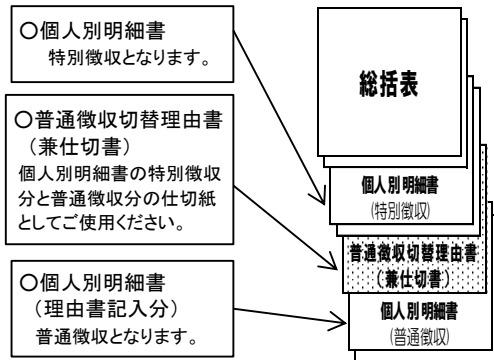 ○個人別明細書
特別徴収となります。
○普通徴収切替理由書
（兼仕切書）
個人別明細書の特別徴収
分と普通徴収分の仕切紙
としてご使用ください。
○個人別明細書
（理由書記入分）
普通徴収となります。
総括表
個人別明細書
(特別徴収)
普通徴収切替理由書
（兼仕切書）
個人別明細書
(普通徴収)